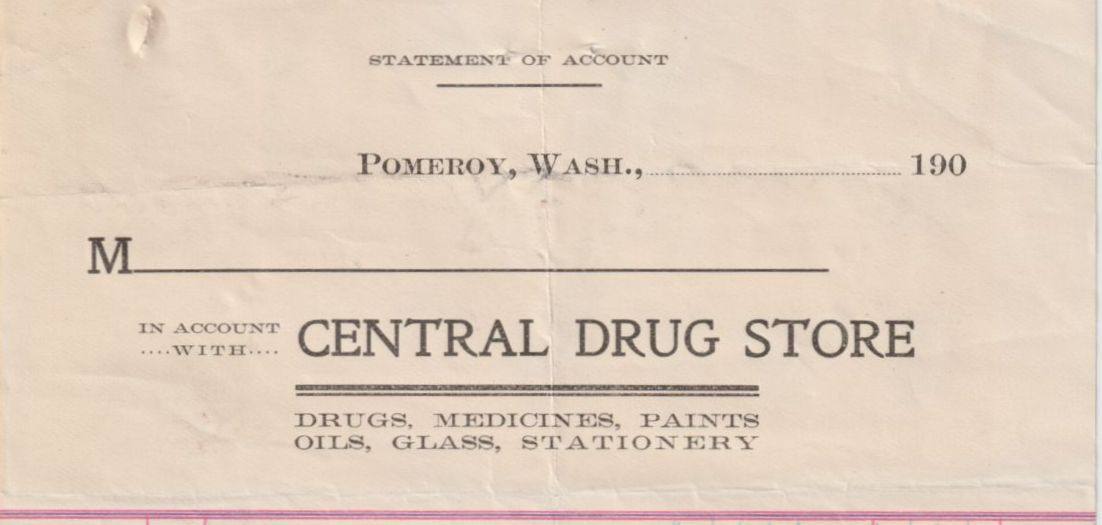 STATEMENT OF ACCOUNT
POMEROY, WASH., 190
M
IN ACCOUNT
....WITH....
CENTRAL DRUG STORE
DRUGS, MEDICINES, PAINTS
OILS, GLASS, STATIONERY